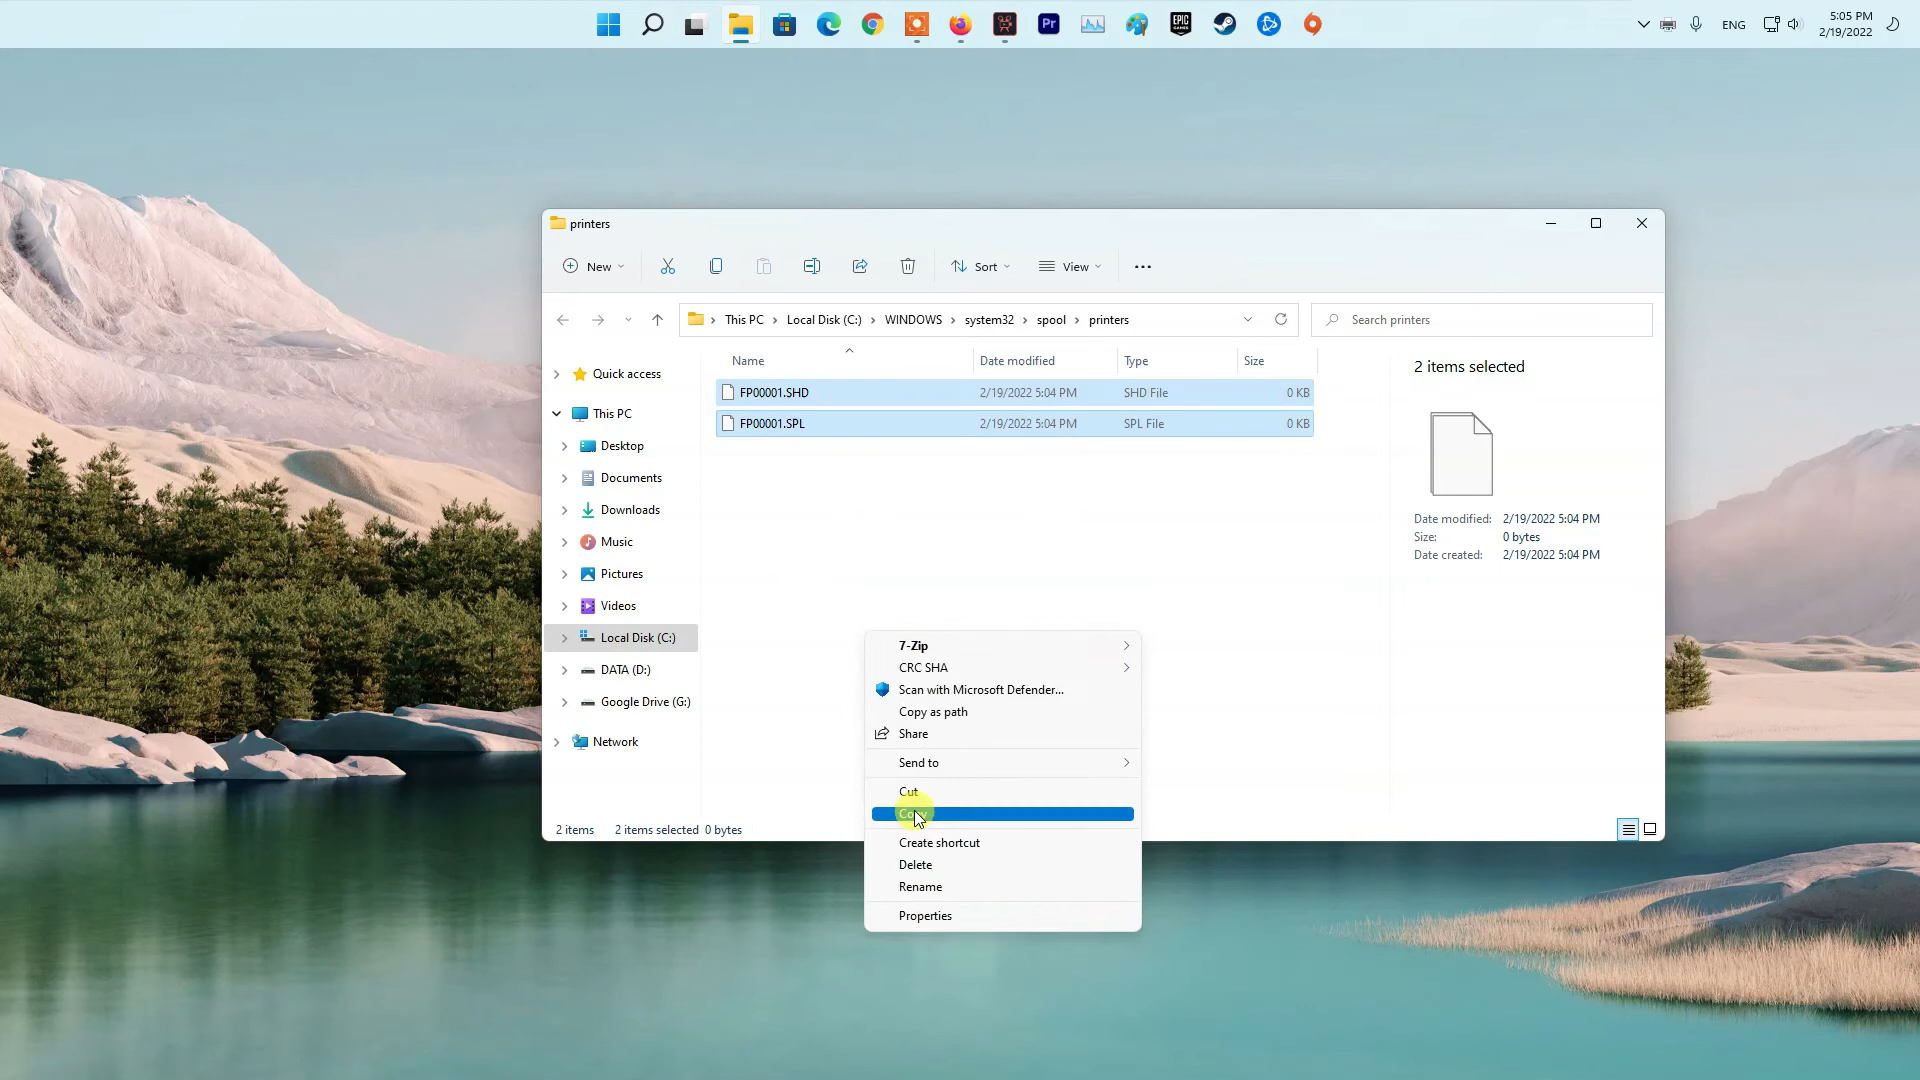 Pr
EPIC
GAMES
ENG
5:05 PM
2/19/2022
printers
New
Sort
View
This PC
Local Disk (C:)
WINDOWS
system32
spool
printers
Search printers
Name
Date modified
Type
Size
FP00001.SHD
2/19/2022 5:04 PM
SHD File
0 KB
FP00001.SPL
2/19/2022 5:04 PM
SPL File
0 KB
Quick access
This PC
Desktop
Documents
Downloads
Music
Pictures
Videos
Local Disk (C:)
DATA (D:)
Google Drive (G:)
Network
2 items selected
Date modified: 2/19/2022 5:04 PM
Size: 0 bytes
Date created: 2/19/2022 5:04 PM
7-Zip
CRC SHA
Scan with Microsoft Defender...
Copy as path
Share
Send to
Cut
Copy
Create shortcut
Delete
Rename
Properties
2 items
2 items selected 0 bytes